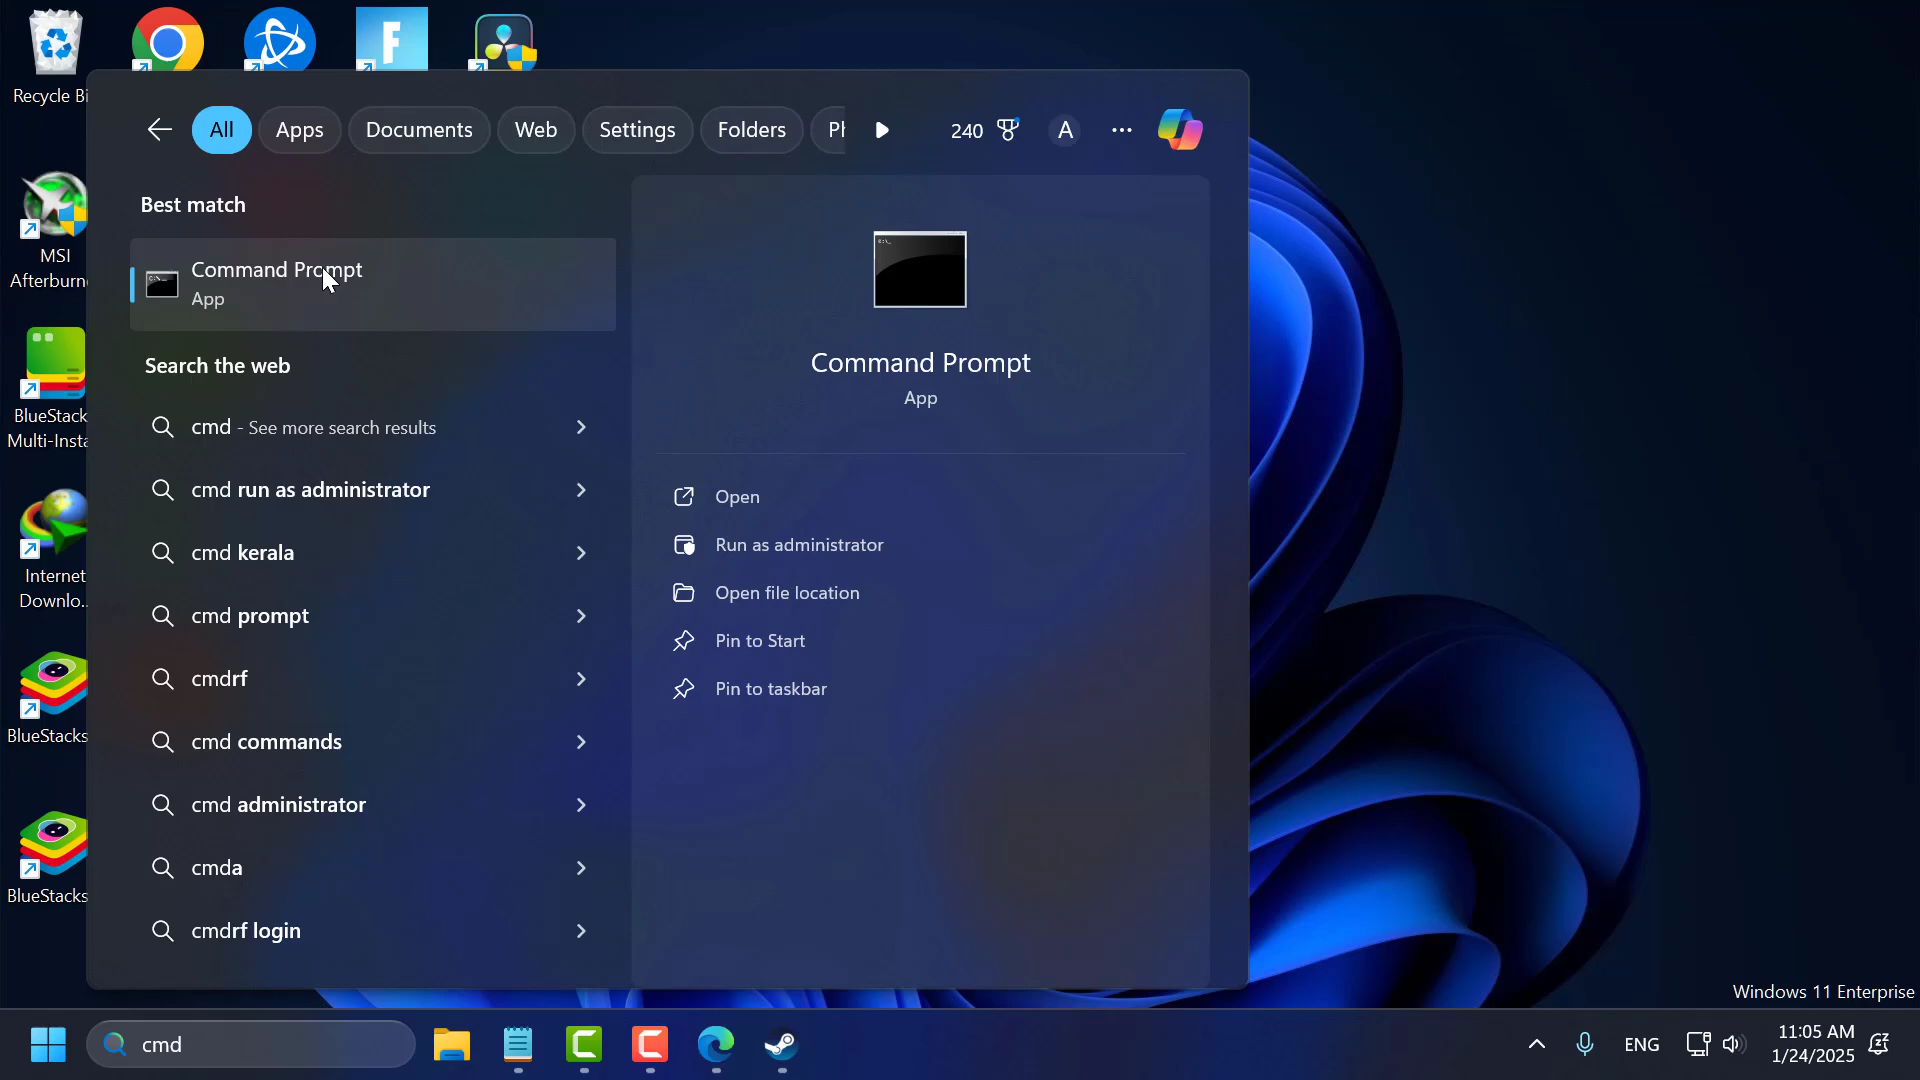 Recycle Bi
MSI
Afterburn
BlueStack
Multi-Insta
Internet
Downlo...
BlueStacks
BlueStacks
All
Apps
Documents
Web
Settings
Folders
Ph
240
A
Best match
Command Prompt
App
Search the web
cmd - See more search results
cmd run as administrator
cmd kerala
cmd prompt
cmdrf
cmd commands
cmd administrator
cmda
cmdrf login
Command Prompt
App
Open
Run as administrator
Open file location
Pin to Start
Pin to taskbar
Windows 11 Enterprise
cmd
ENG
11:05 AM
1/24/2025